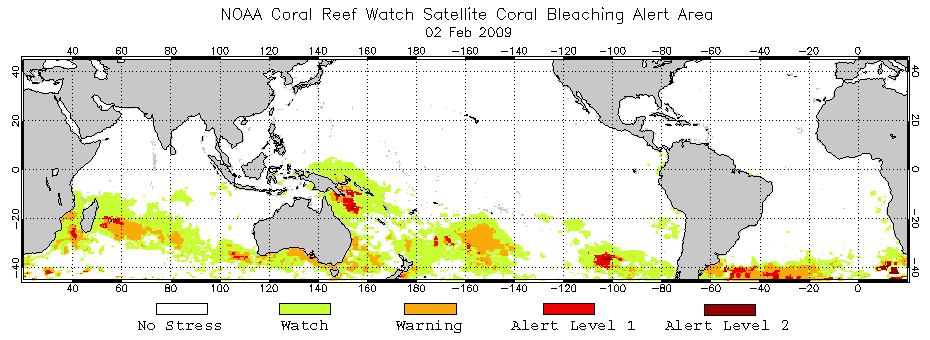 NOAA Coral Reef Watch Satellite Coral Bleaching Alert Area
02 Feb 2009
40 60 80 100 120 140 160 180 -160 -140 -120 -100 -80 -60 -40 -20 0
40 40
20 20
0 0
-20 -20
-40 -40
40 60 80 100 120 140 160 180 -160 -140 -120 -100 -80 -60 -40 -20 0
No Stress Watch Warning Alert Level 1 Alert Level 2